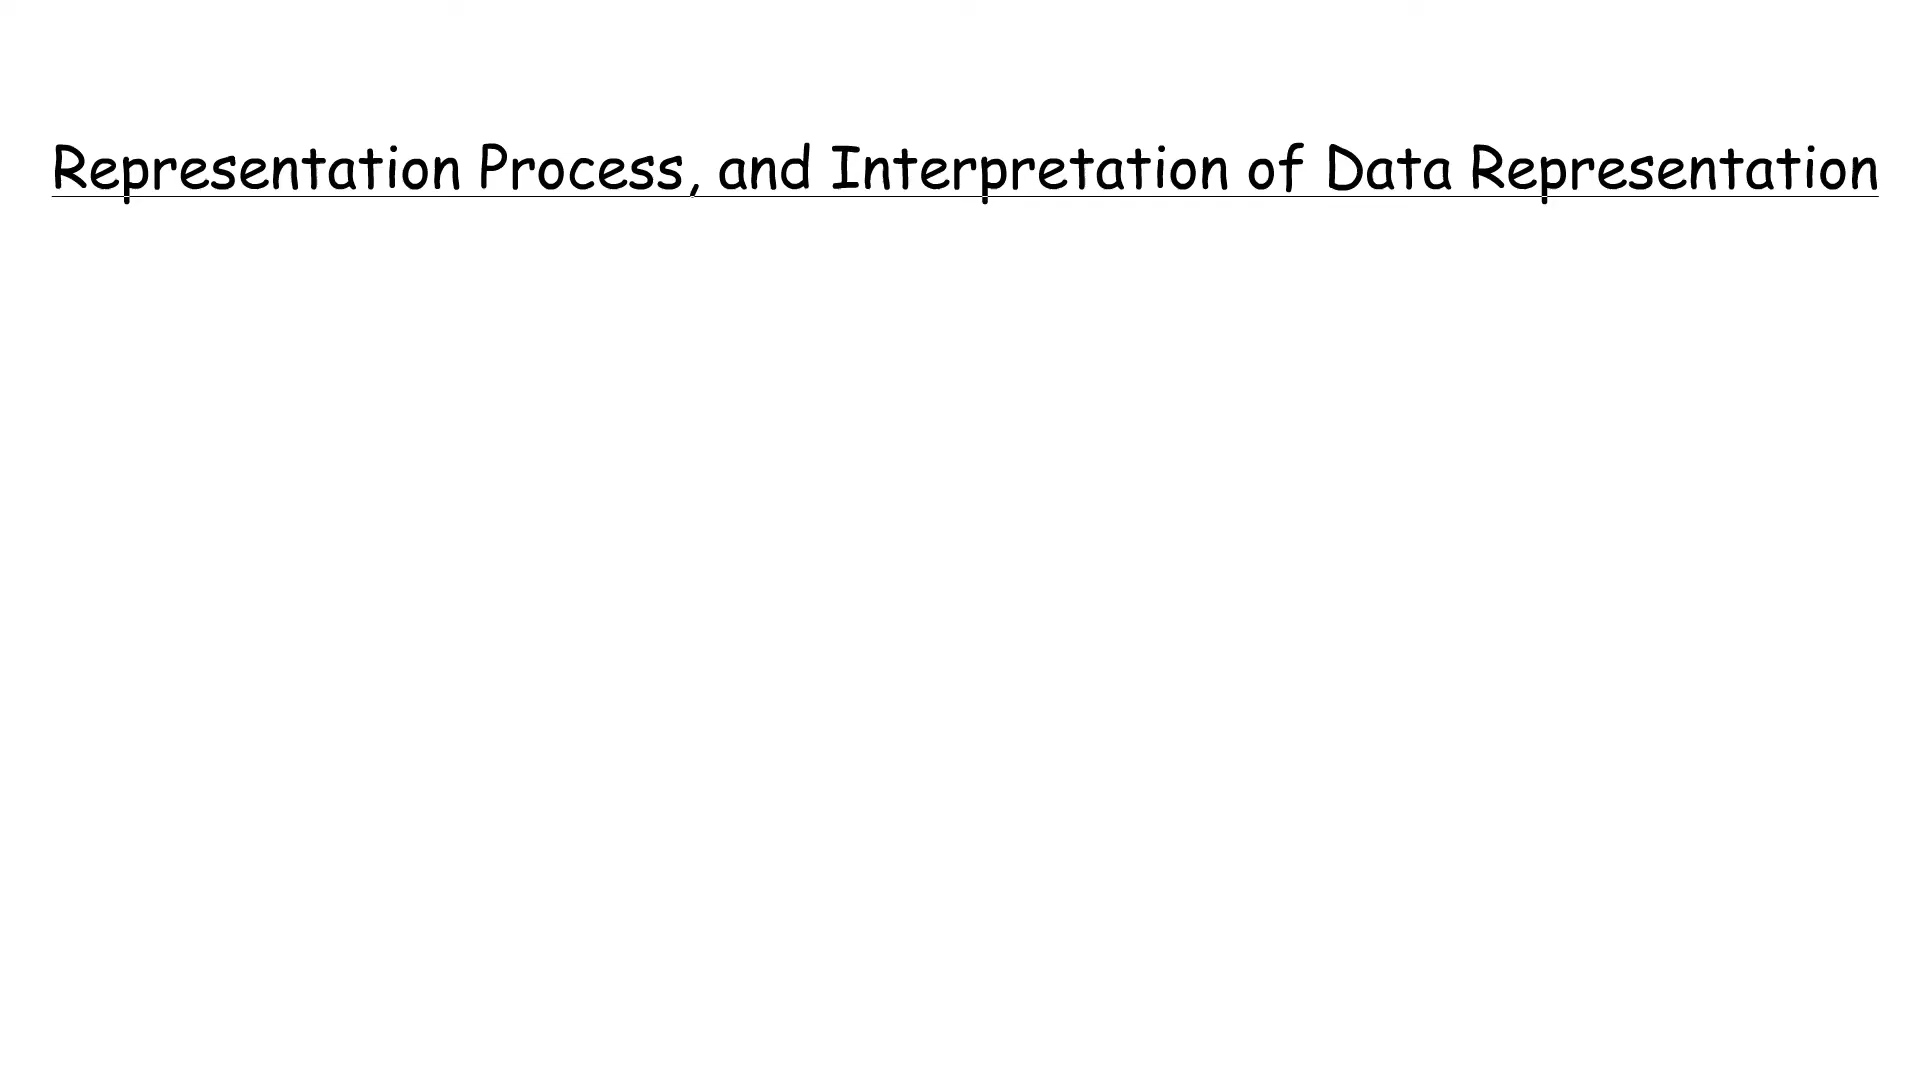 Representation Process, and Interpretation of Data Representation